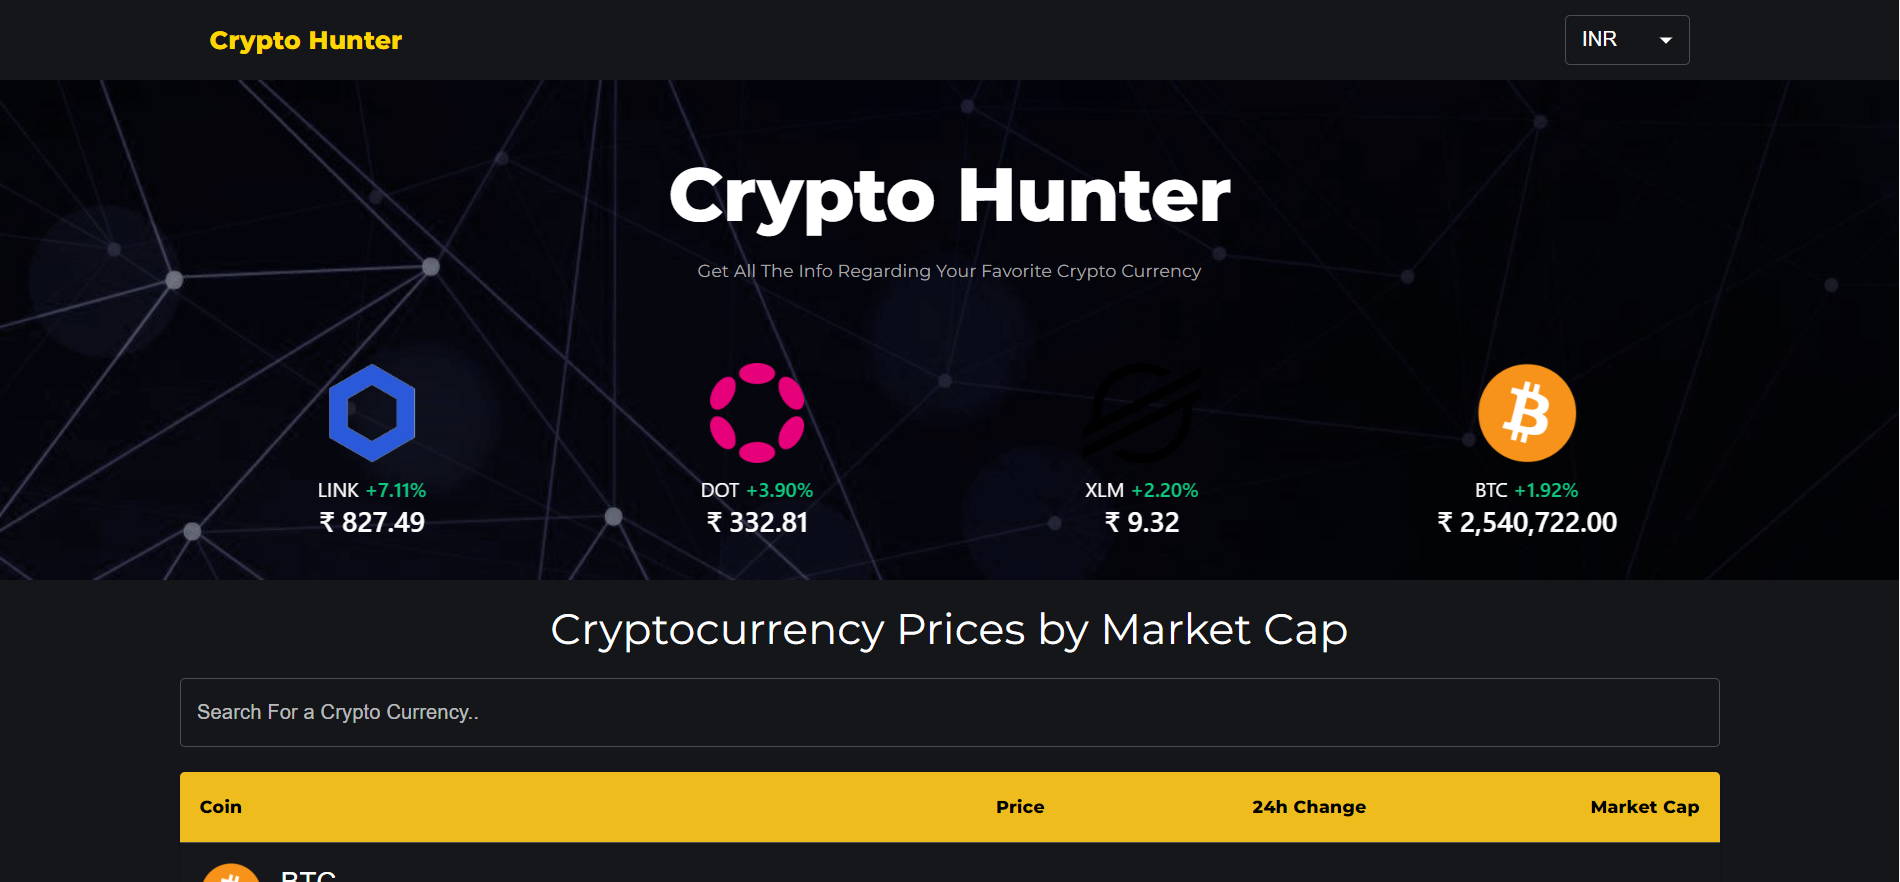 Crypto Hunter
INR
Crypto Hunter
Get All The Info Regarding Your Favorite Crypto Currency
LINK +7.11%
₹ 827.49
DOT +3.90%
₹ 332.81
XLM +2.20%
₹ 9.32
BTC +1.92%
₹ 2,540,722.00
Cryptocurrency Prices by Market Cap
Search For a Crypto Currency..
Coin Price 24h Change Market Cap
BTC